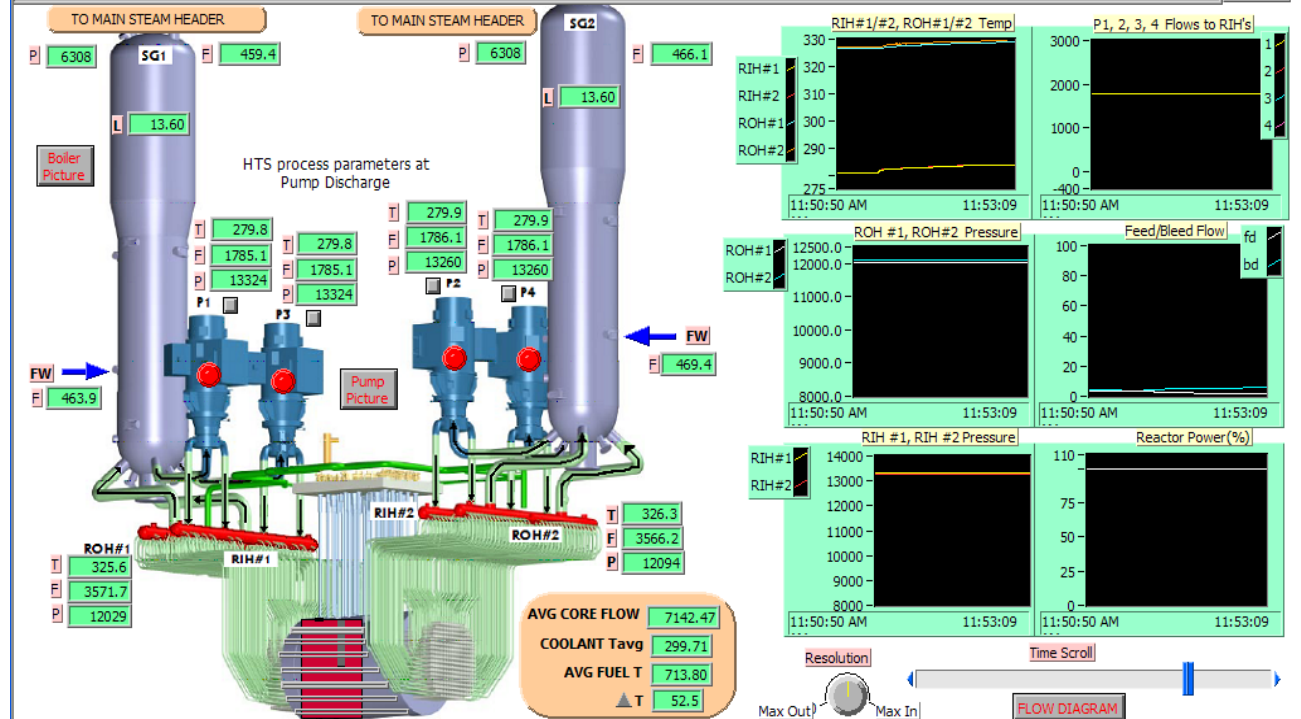 TO MAIN STEAM HEADER
TO MAIN STEAM HEADER
SG1
SG2
P 6308
F 459.4
P 6308
F 466.1
L 13.60
L 13.60
Boiler
Picture
HTS process parameters at
Pump Discharge
T 279.8
F 1785.1
P 13324
P1
T 279.8
F 1785.1
P 13324
P3
T 279.9
F 1786.1
P 13260
P2
T 279.9
F 1786.1
P 13260
P4
FW
F 463.9
FW
F 469.4
Pump
Picture
RIH#2
ROH#2
ROH#1
RIH#1
T 325.6
F 3571.7
P 12029
T 326.3
F 3566.2
P 12094
AVG CORE FLOW 7142.47
COOLANT Tavg 299.71
AVG FUEL T 713.80
T 52.5
RIH#1/#2, ROH#1/#2 Temp
RIH#1
RIH#2
ROH#1
ROH#2
330
320
310
300
290
275
11:50:50 AM 11:53:09
P1, 2, 3, 4 Flows to RIH's
1
2
3
4
3000
2000
1000
0
-400
11:50:50 AM 11:53:09
ROH #1, ROH#2 Pressure
ROH#1
ROH#2
12500.0
12000.0
11000.0
10000.0
9000.0
8000.0
11:50:50 AM 11:53:09
Feed/Bleed Flow
fd
bd
100
80
60
40
20
0
11:50:50 AM 11:53:09
RIH #1, RIH #2 Pressure
RIH#1
RIH#2
14000
13000
12000
11000
10000
9000
8000
11:50:50 AM 11:53:09
Reactor Power(%)
110
75
50
25
0
11:50:50 AM 11:53:09
Resolution
Max Out
Max In
Time Scroll
FLOW DIAGRAM